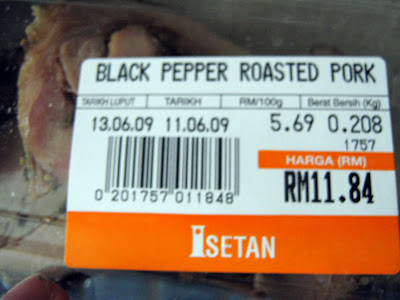 BLACK PEPPER ROASTED PORK
TARIKH LUPUT TARIKH RM/100g Berat Bersih (Kg)
13.06.09 11.06.09 5.69 0.208
1757
HARGA (RM)
RM11.84
0 201757 011848
ISETAN